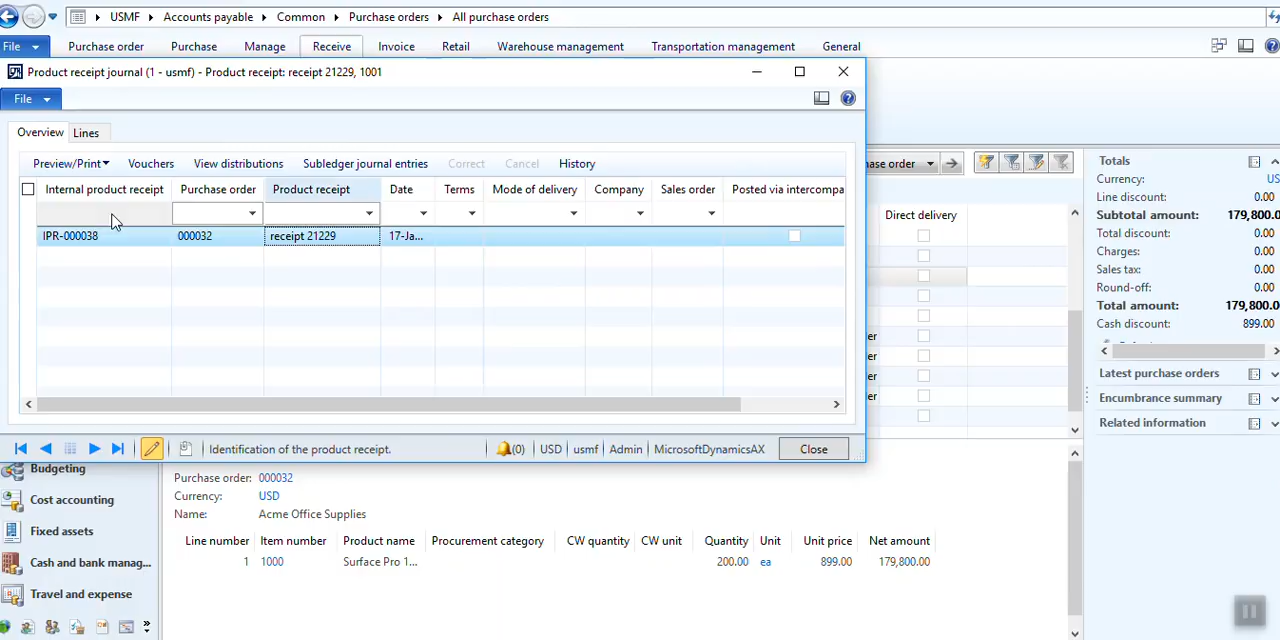 USMF Accounts payable Common Purchase orders All purchase orders
File Purchase order Purchase Manage Receive Invoice Retail Warehouse management Transportation management General
Product receipt journal (1 - usmf) - Product receipt: receipt 21229, 1001
File
Overview Lines
Preview/Print Vouchers View distributions Subledger journal entries Correct Cancel History
Internal product receipt Purchase order Product receipt Date Terms Mode of delivery Company Sales order Posted via intercompa
IPR-000038 000032 receipt 21229 17-Ja...
Identification of the product receipt. (0) USD usmf Admin MicrosoftDynamicsAX Close
ase order
Direct delivery
er
er
er
er
Totals
Currency: US
Line discount: 0.00
Subtotal amount: 179,800.0
Total discount: 0.00
Charges: 0.00
Sales tax: 0.00
Round-off: 0.00
Total amount: 179,800.0
Cash discount: 899.00
Latest purchase orders
Encumbrance summary
Related information
Budgeting
Cost accounting
Fixed assets
Cash and bank manag...
Travel and expense
Purchase order: 000032
Currency: USD
Name: Acme Office Supplies
Line number Item number Product name Procurement category CW quantity CW unit Quantity Unit Unit price Net amount
1 1000 Surface Pro 1... 200.00 ea 899.00 179,800.00